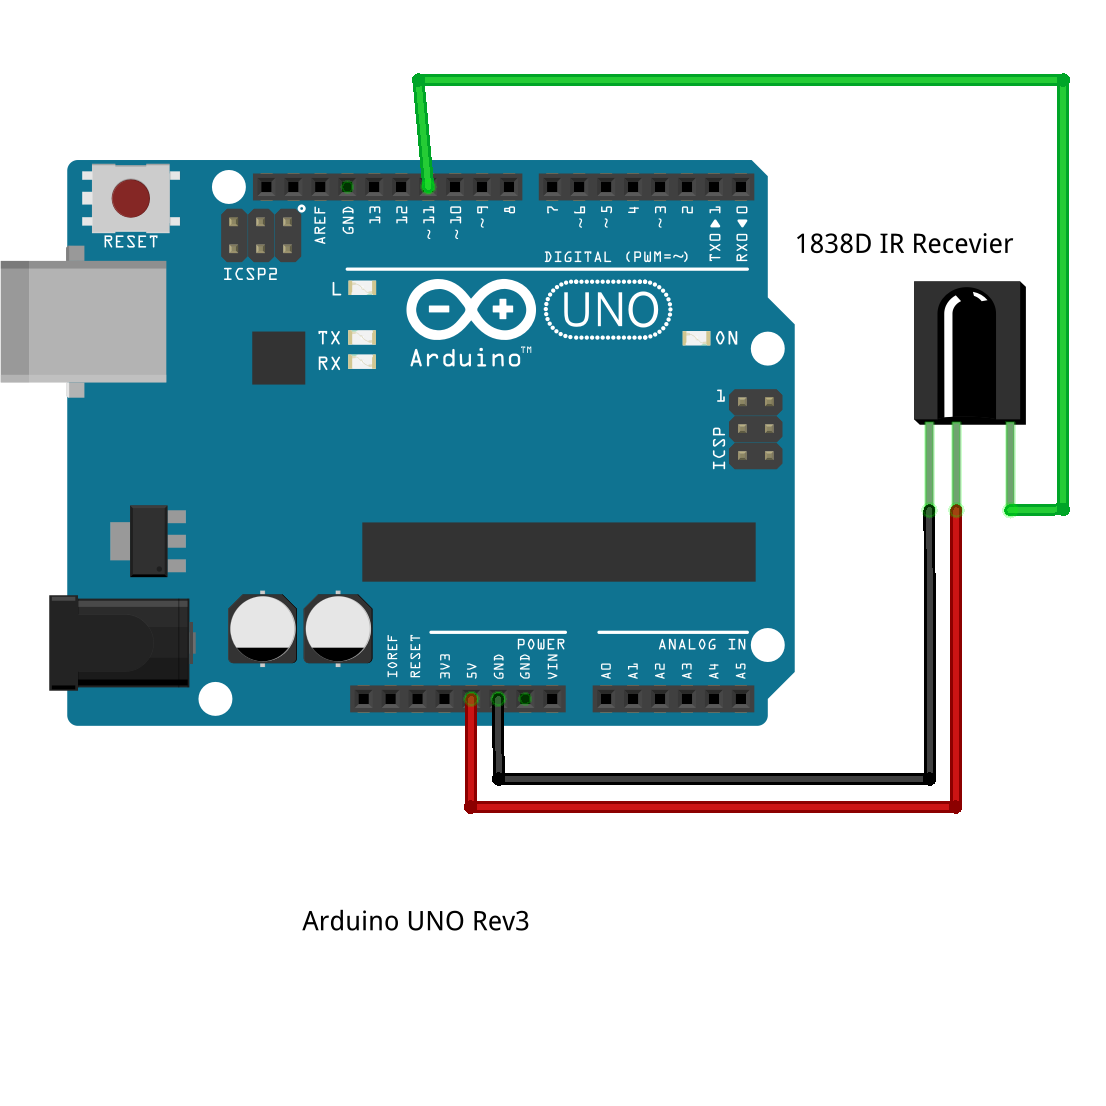 RESET
ICSP2
AREF
GND
13
12
~11
~10
~9
8
7
~6
~5
4
~3
2
TX0▶1
RX0◀0
DIGITAL (PWM=~)
1838D IR Recevier
L
TX
RX
UNO
Arduino™
ON
1
ICSP
IOREF
RESET
3V3
5V
GND
GND
VIN
POWER
ANALOG IN
A0
A1
A2
A3
A4
A5
Arduino UNO Rev3